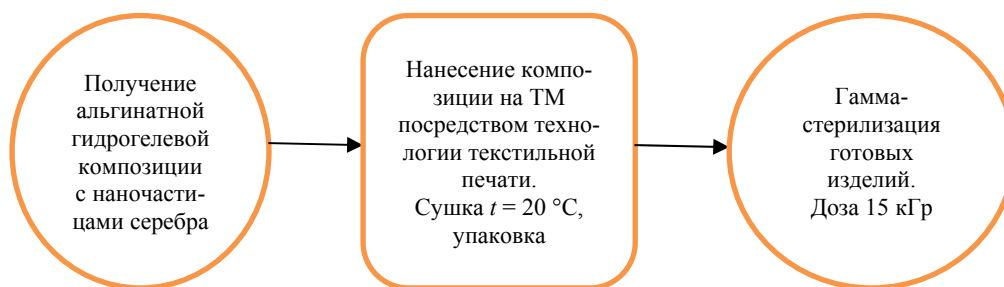 Получение
альгинатной
гидрогелевой
композиции
с наночасти-
цами серебра
Нанесение компо-
зиции на ТМ
посредством техно-
логии текстильной
печати.
Сушка t = 20 °C,
упаковка
Гамма-
стерилизация
готовых
изделий.
Доза 15 кГр